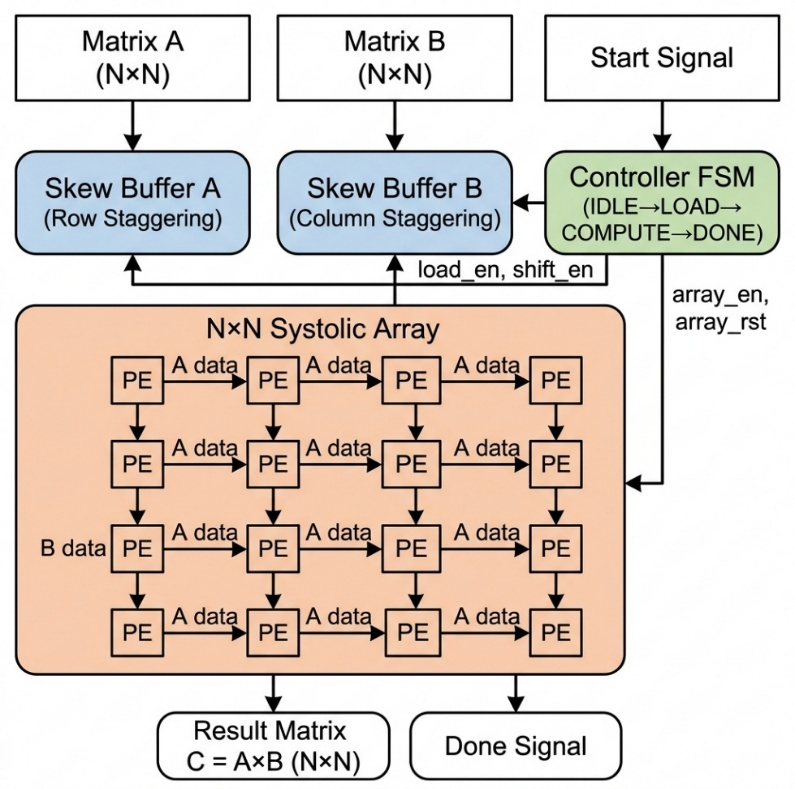 Matrix A
(N×N)
Matrix B
(N×N)
Start Signal
Skew Buffer A
(Row Staggering)
Skew Buffer B
(Column Staggering)
Controller FSM
(IDLE→LOAD→
COMPUTE→DONE)
load_en, shift_en
array_en,
array_rst
N×N Systolic Array
PE A data PE A data PE A data PE
PE A data PE A data PE A data PE
B data PE A data PE A data PE A data PE
PE A data PE A data PE A data PE
Result Matrix
C = A×B (N×N)
Done Signal